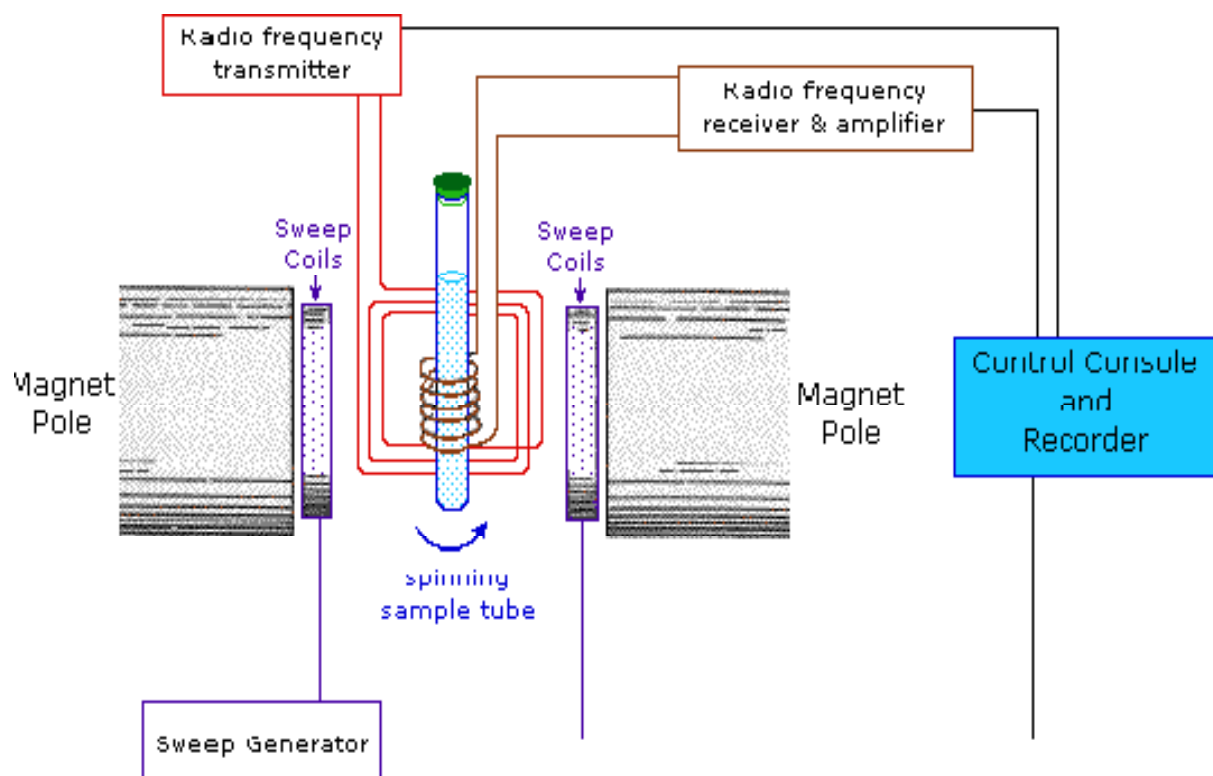 Radio frequency
transmitter
Radio frequency
receiver & amplifier
Sweep
Coils
Sweep
Coils
Magnet
Pole
Magnet
Pole
Control Console
and
Recorder
spinning
sample tube
Sweep Generator